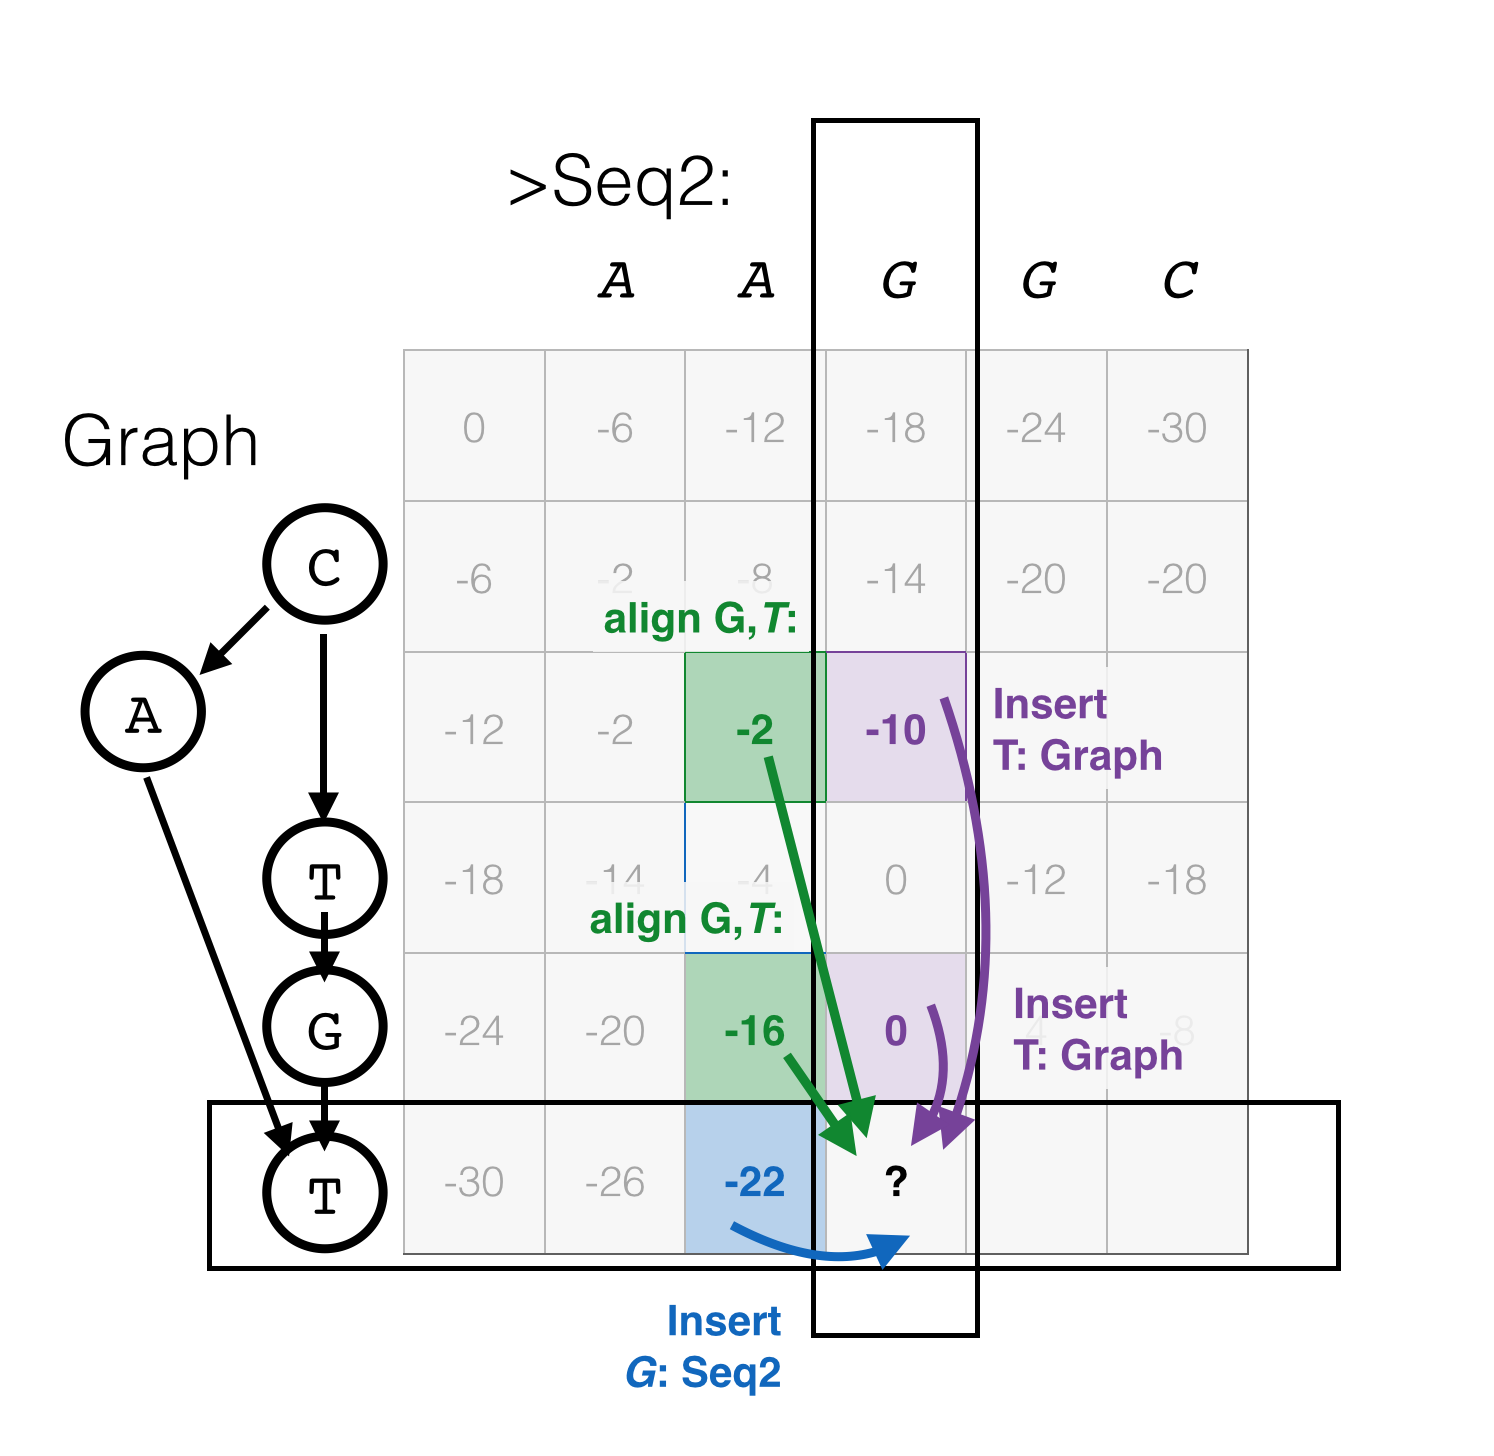 >Seq2:
A A G G C
Graph
0 -6 -12 -18 -24 -30
C -6 -2 -8 -14 -20 -20
align G,T:
A -12 -2 -2 -10
Insert
T: Graph
T -18 -14 -4 0 -12 -18
align G,T:
G -24 -20 -16 0 4 -8
Insert
T: Graph
T -30 -26 -22 ?
Insert
G: Seq2